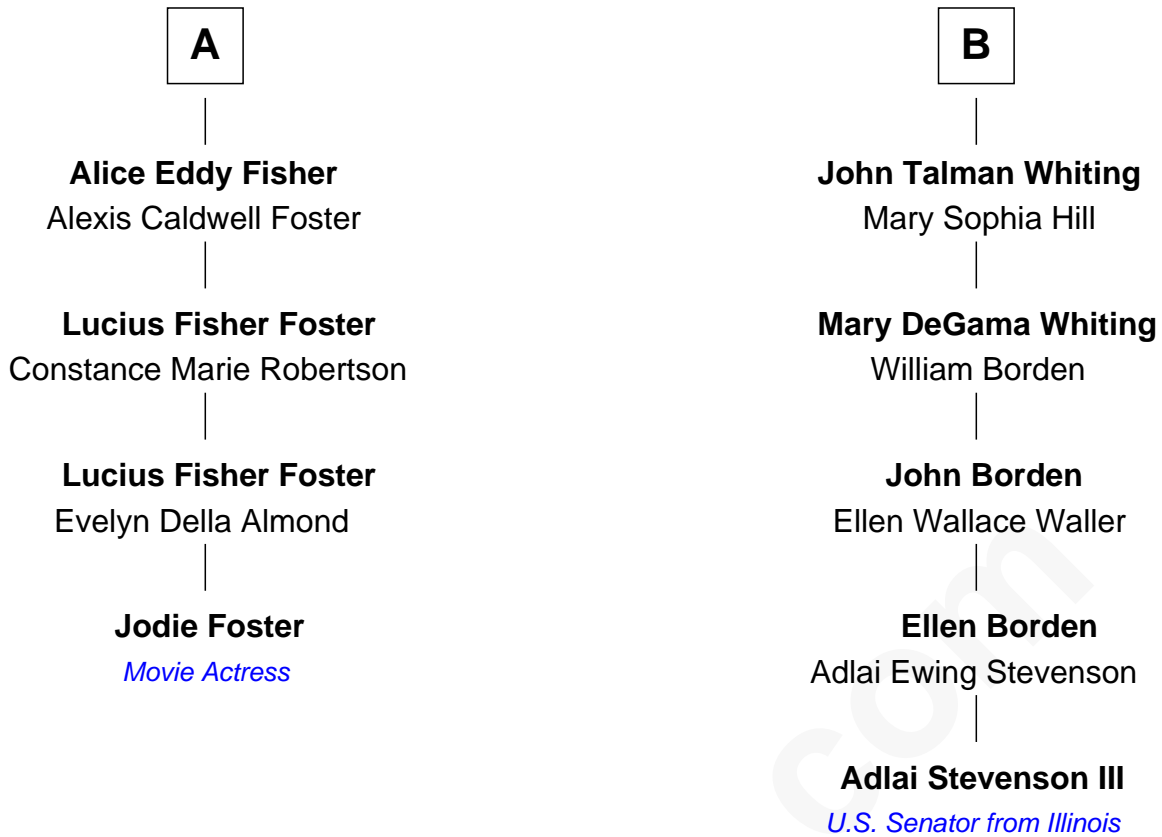 A
Alice Eddy Fisher
Alexis Caldwell Foster
Lucius Fisher Foster
Constance Marie Robertson
Lucius Fisher Foster
Evelyn Della Almond
Jodie Foster
Movie Actress
B
John Talman Whiting
Mary Sophia Hill
Mary DeGama Whiting
William Borden
John Borden
Ellen Wallace Waller
Ellen Borden
Adlai Ewing Stevenson
Adlai Stevenson III
U.S. Senator from Illinois
com